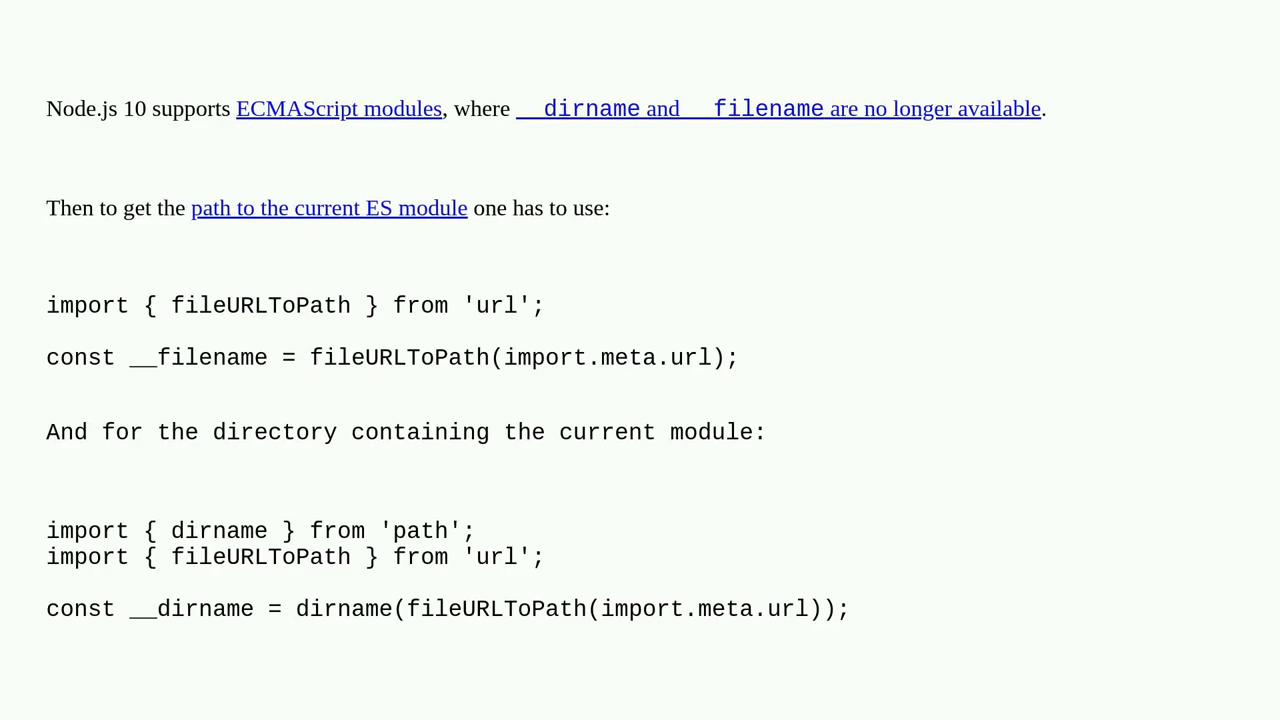 Node.js 10 supports ECMAScript modules, where __dirname and __filename are no longer available.
Then to get the path to the current ES module one has to use:
import { fileURLToPath } from 'url';
const __filename = fileURLToPath(import.meta.url);
And for the directory containing the current module:
import { dirname } from 'path';
import { fileURLToPath } from 'url';
const __dirname = dirname(fileURLToPath(import.meta.url));